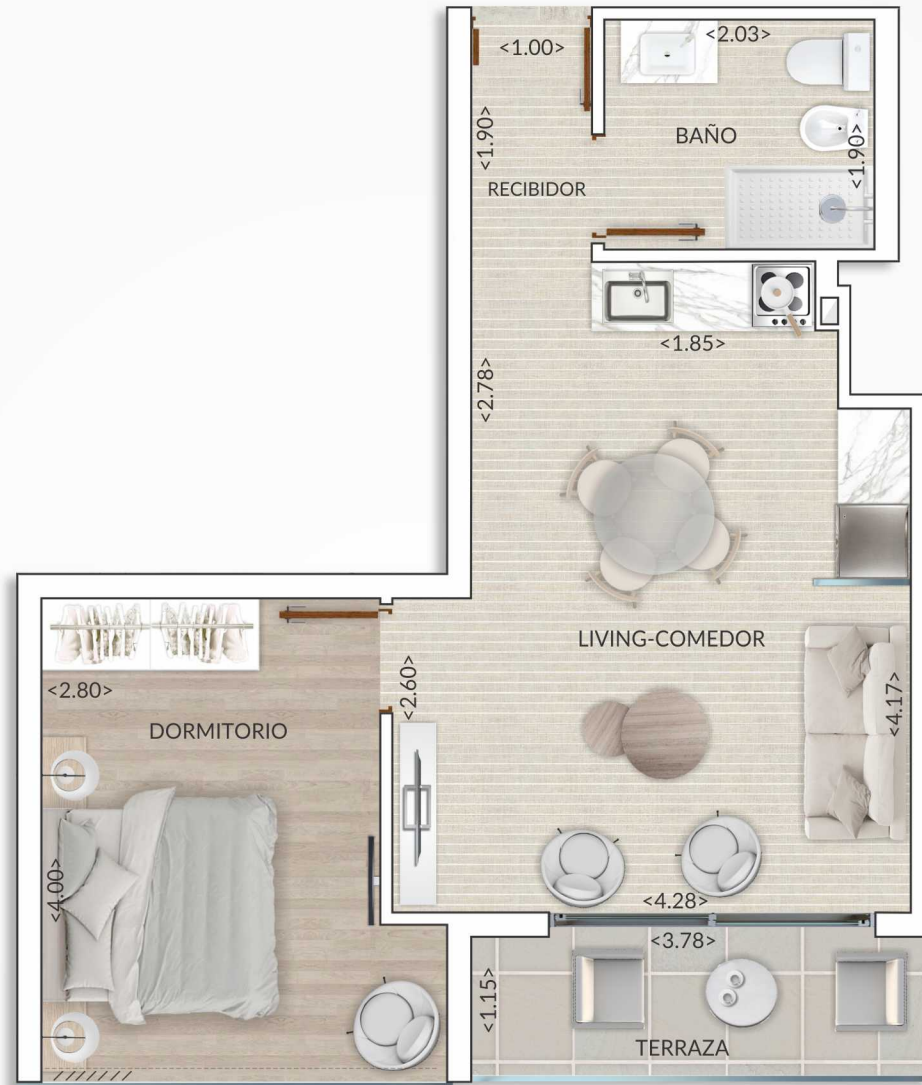 <1.00>
<2.03>
<1.90>
BAÑO
<1.90>
RECIBIDOR
<1.85>
<2.78>
LIVING-COMEDOR
<2.80>
<2.60>
<4.17>
DORMITORIO
<4.00>
<4.28>
<3.78>
<1.15>
TERRAZA